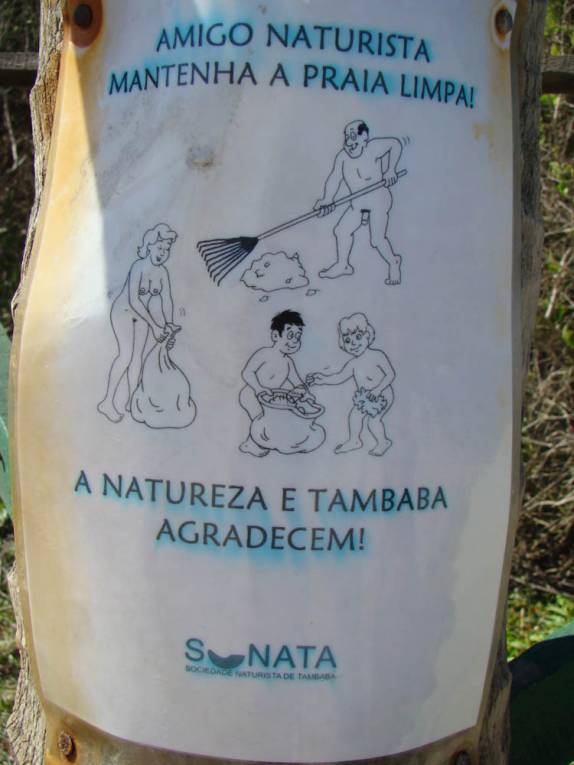 AMIGO NATURISTA
MANTENHA A PRAIA LIMPA!
A NATUREZA E TAMBABA
AGRADECEM!
SONATA
SOCIEDADE NATURISTA DE TAMBABA